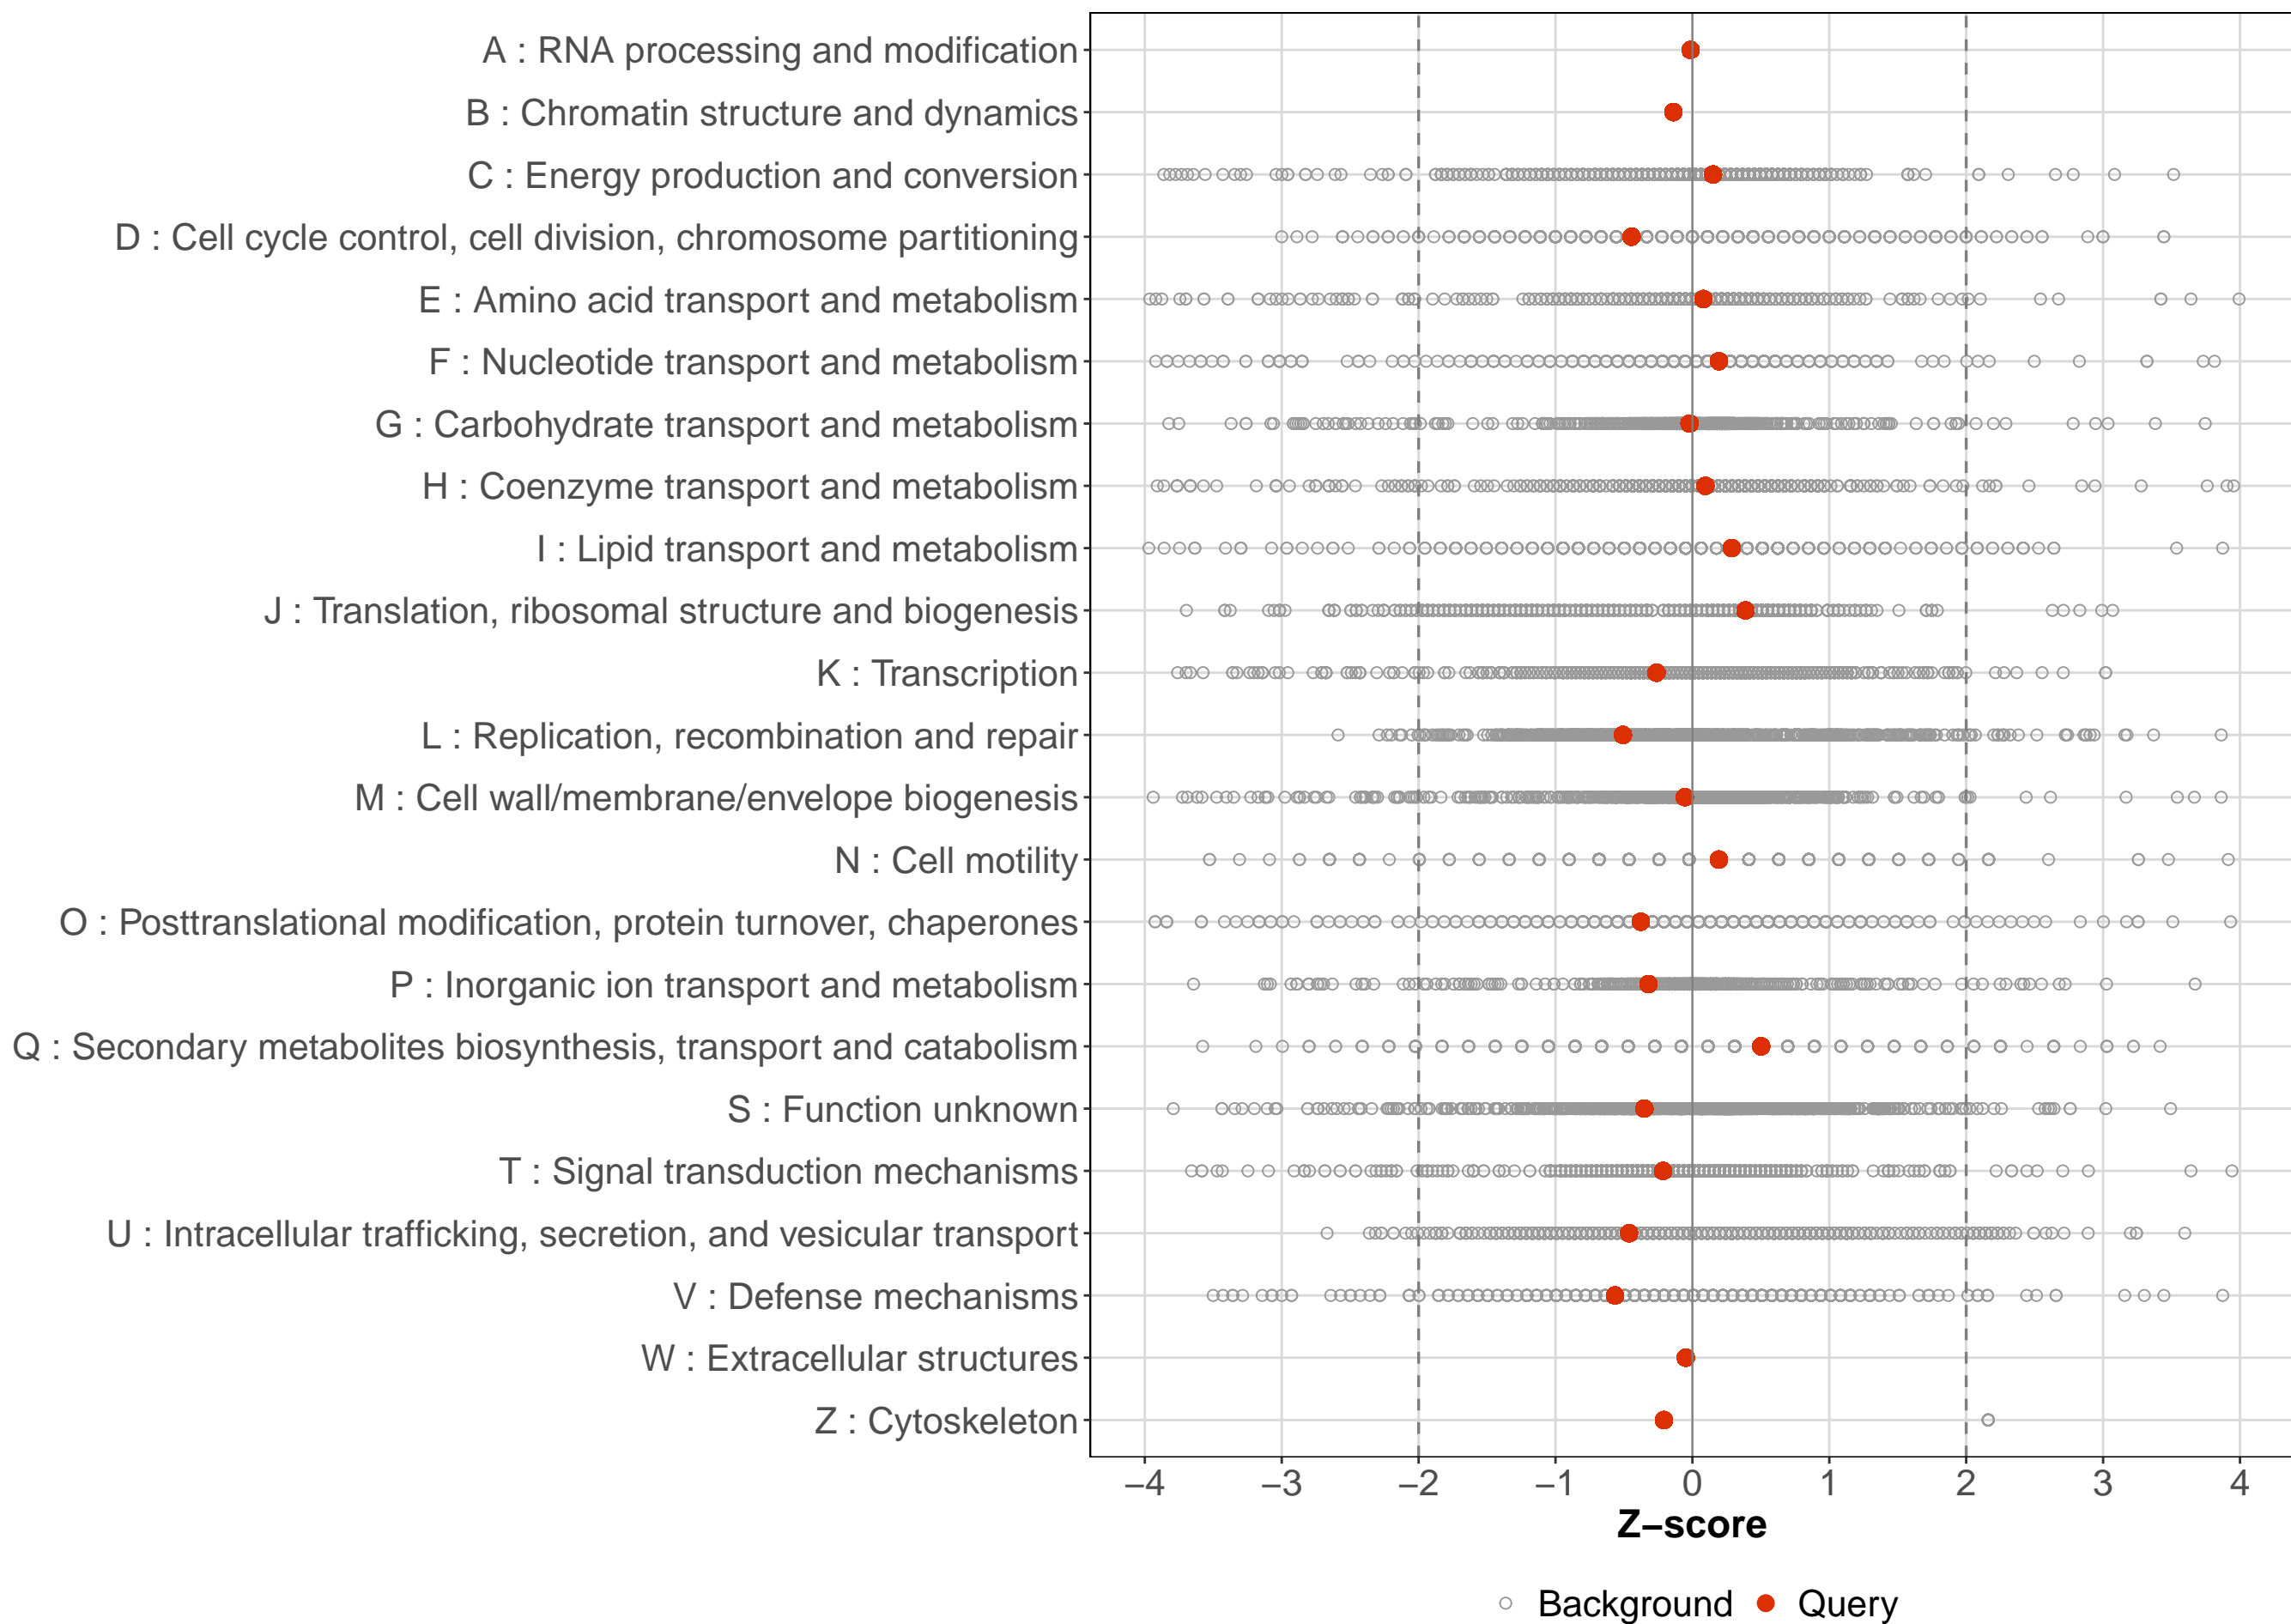 A : RNA processing and modification
B : Chromatin structure and dynamics
C : Energy production and conversion
D : Cell cycle control, cell division, chromosome partitioning
E : Amino acid transport and metabolism
F : Nucleotide transport and metabolism
G : Carbohydrate transport and metabolism
H : Coenzyme transport and metabolism
I : Lipid transport and metabolism
J : Translation, ribosomal structure and biogenesis
K : Transcription
L : Replication, recombination and repair
M : Cell wall/membrane/envelope biogenesis
N : Cell motility
O : Posttranslational modification, protein turnover, chaperones
P : Inorganic ion transport and metabolism
Q : Secondary metabolites biosynthesis, transport and catabolism
S : Function unknown
T : Signal transduction mechanisms
U : Intracellular trafficking, secretion, and vesicular transport
V : Defense mechanisms
W : Extracellular structures
Z : Cytoskeleton
−4 −3 −2 −1 0 1 2 3 4
Z−score
Background Query